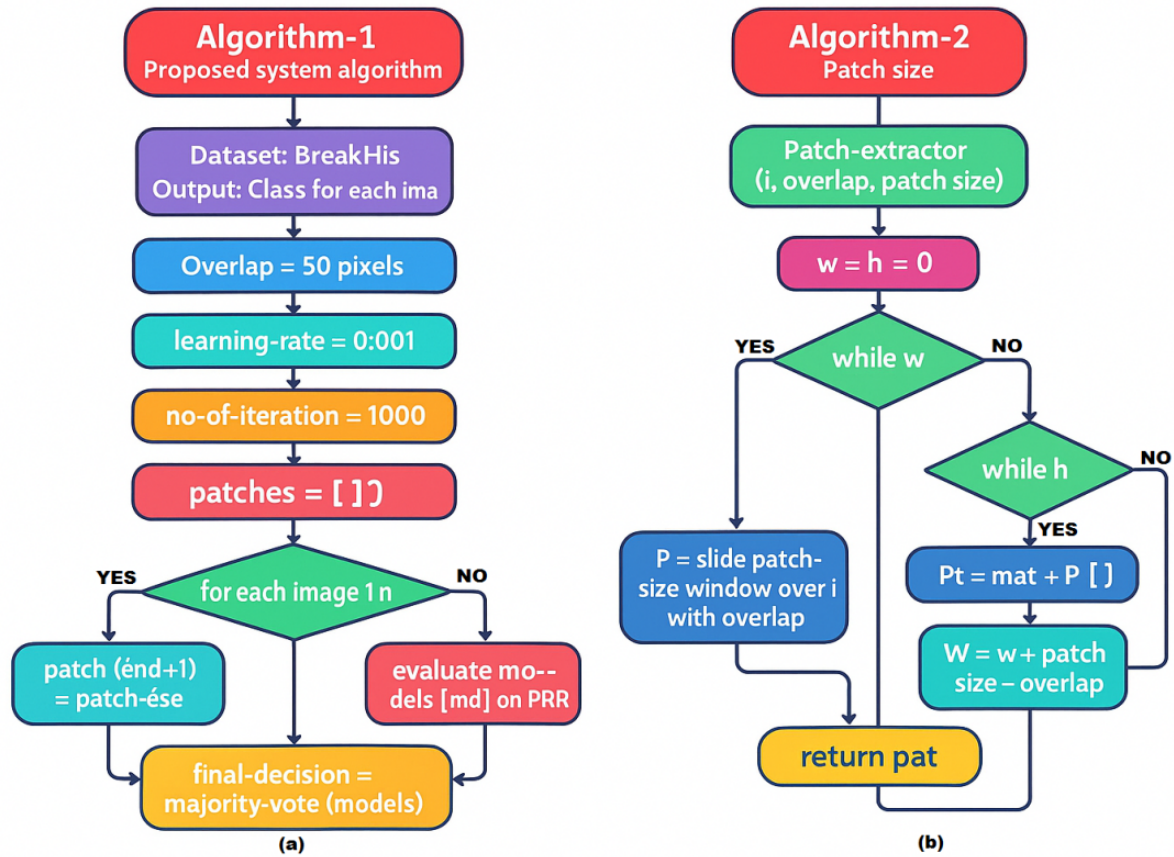 Algorithm-1
Proposed system algorithm
Dataset: BreakHis
Output: Class for each ima
Overlap = 50 pixels
learning-rate = 0:001
no-of-iteration = 1000
patches = [ ] )
YES
for each image 1 n
NO
patch (énd+1)
= patch-ése
evaluate mo--
dels [md] on PRR
final-decision =
majority-vote (models)
(a)
Algorithm-2
Patch size
Patch-extractor
(i, overlap, patch size)
w = h = 0
YES
while w
NO
while h
NO
YES
P = slide patch-
size window over i
with overlap
Pt = mat + P [ ]
W = w + patch
size – overlap
return pat
(b)